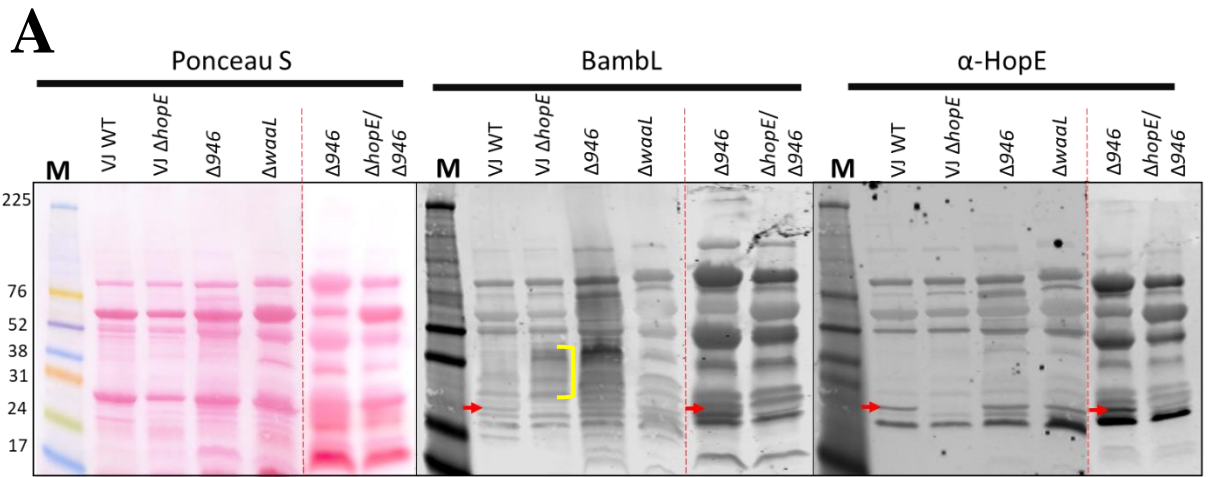 A
Ponceau S
BambL
α-HopE
M
VJ WT
VJ ΔhopE
Δ946
ΔwaaL
Δ946
ΔhopE/
Δ946
M
VJ WT
VJ ΔhopE
Δ946
ΔwaaL
Δ946
ΔhopE/
Δ946
M
VJ WT
VJ ΔhopE
Δ946
ΔwaaL
Δ946
ΔhopE/
Δ946
225
76
52
38
31
24
17